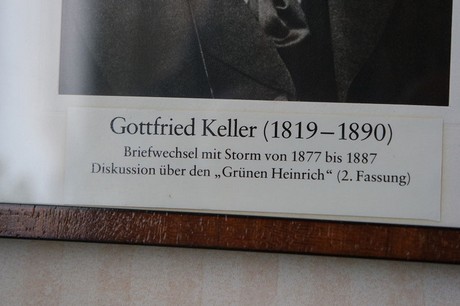 Gottfried Keller (1819–1890)
Briefwechsel mit Storm von 1877 bis 1887
Diskussion über den „Grünen Heinrich“ (2. Fassung)